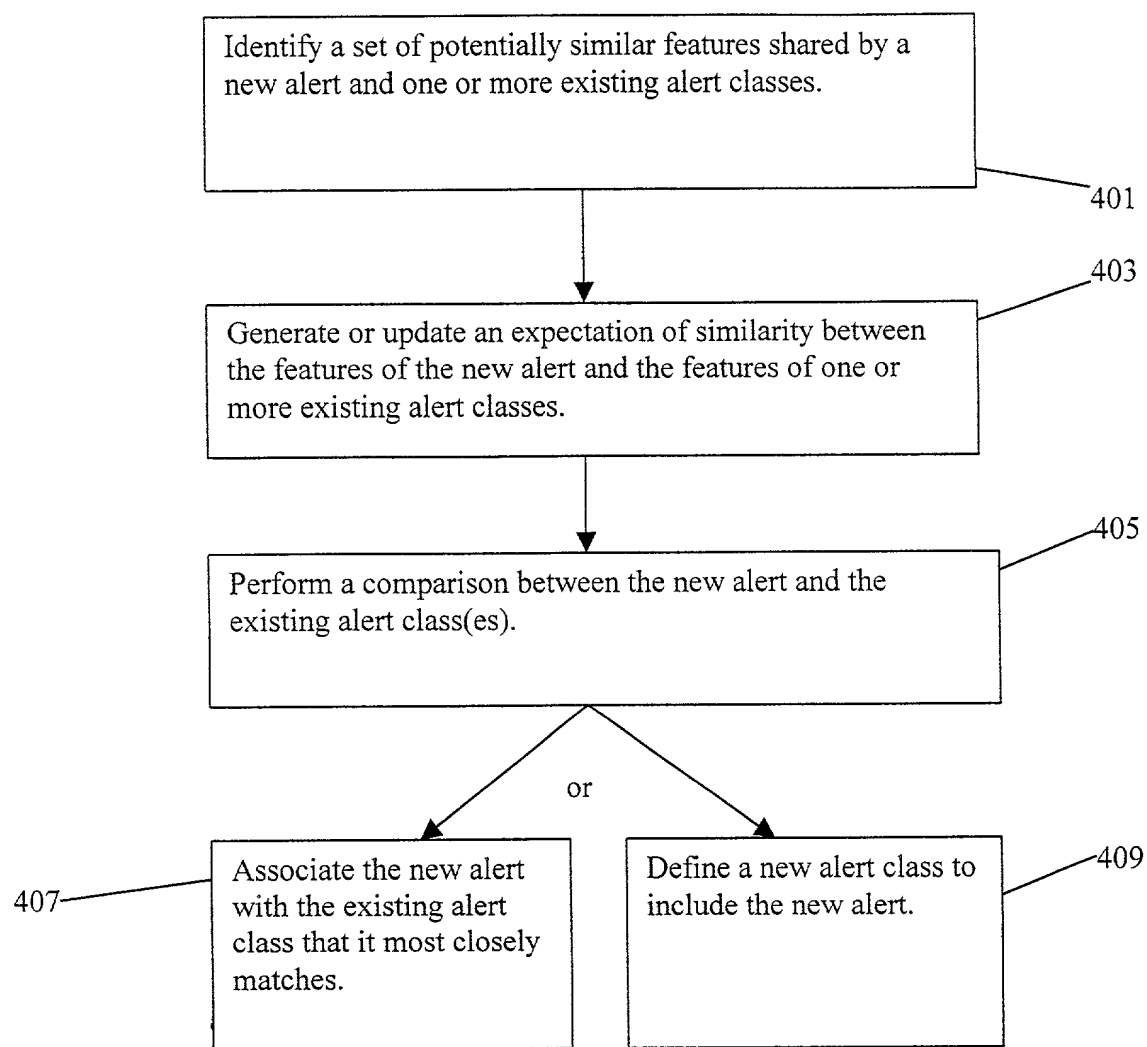 Identify a set of potentially similar features shared by a
new alert and one or more existing alert classes.
401
403
Generate or update an expectation of similarity between
the features of the new alert and the features of one or
more existing alert classes.
405
Perform a comparison between the new alert and the
existing alert class(es).
or
407
Associate the new alert
with the existing alert
class that it most closely
matches.
Define a new alert class to
include the new alert.
409